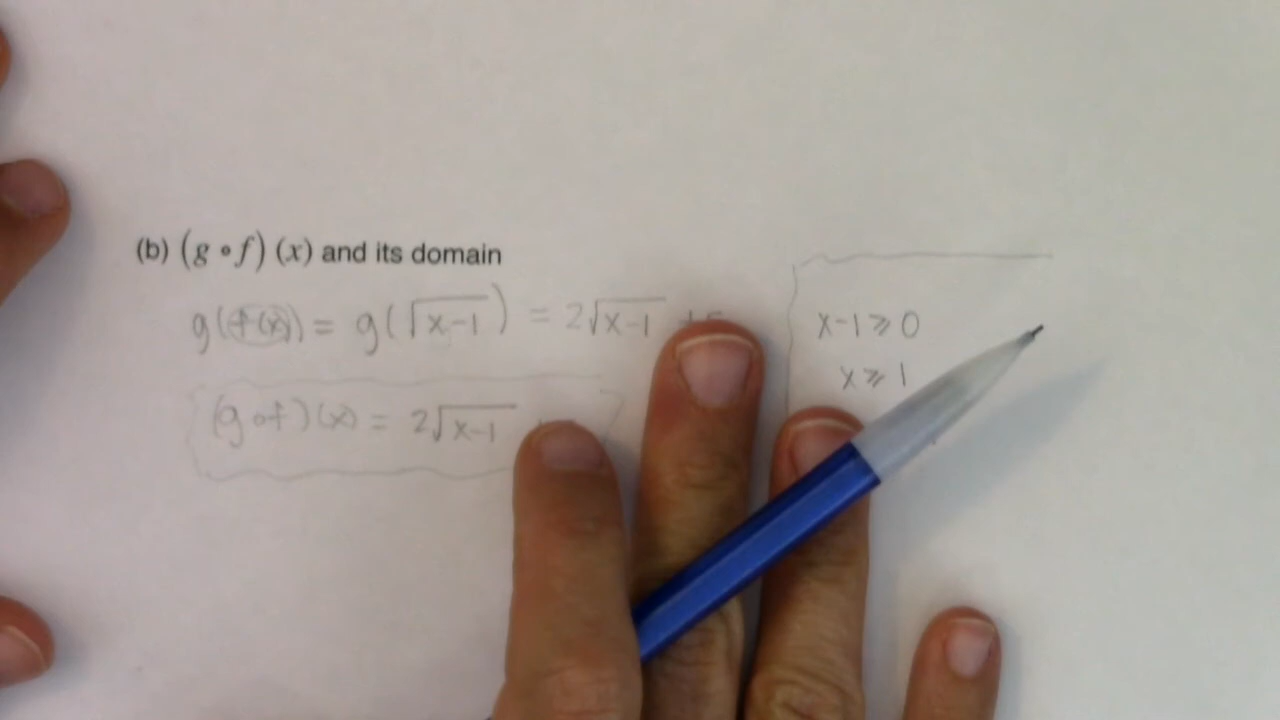 (b) (g ∘ f) (x) and its domain
g(f(x)) = g(√x-1) = 2√x-1 +
(g∘f)(x) = 2√x-1
x-1 ⩾ 0
x ⩾ 1